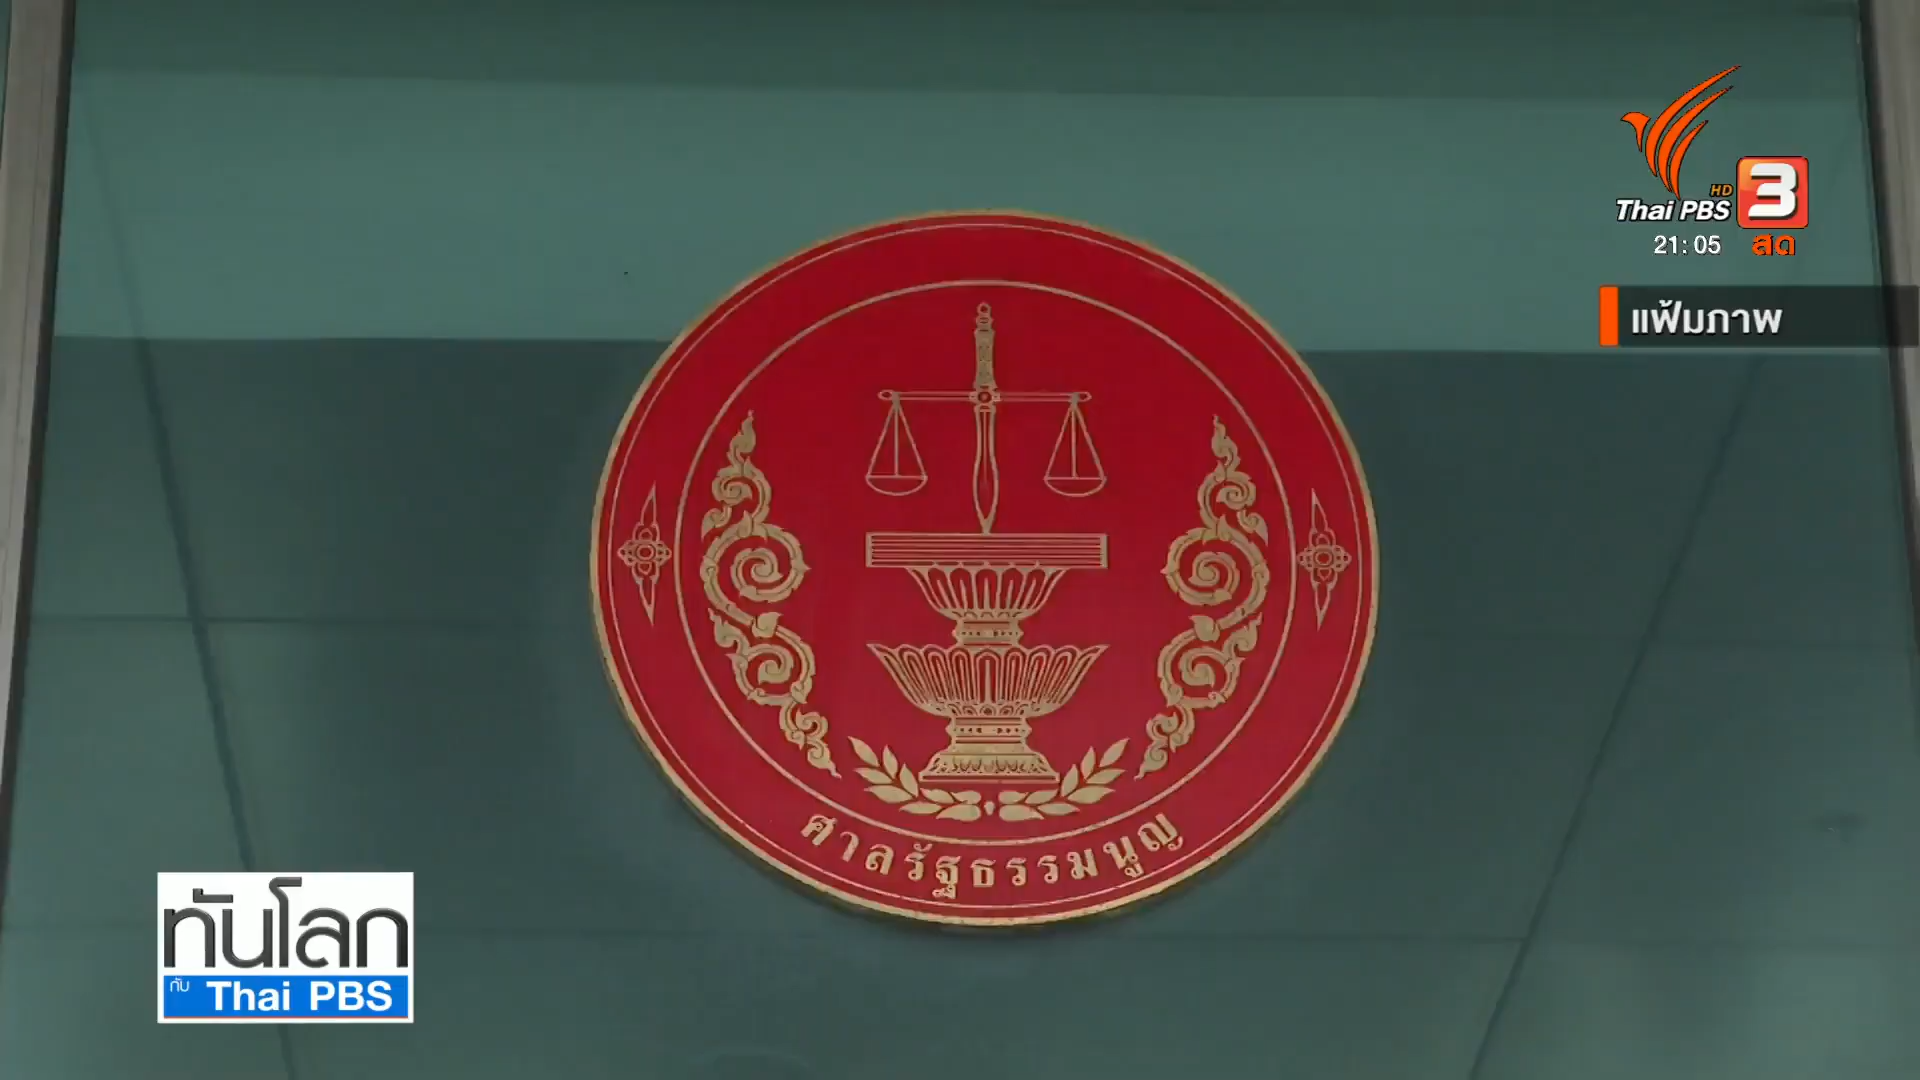 HD
Thai PBS 3
21:05 สด
แฟ้มภาพ
ศาลรัฐธรรมนูญ
ทันโลก
กับ Thai PBS